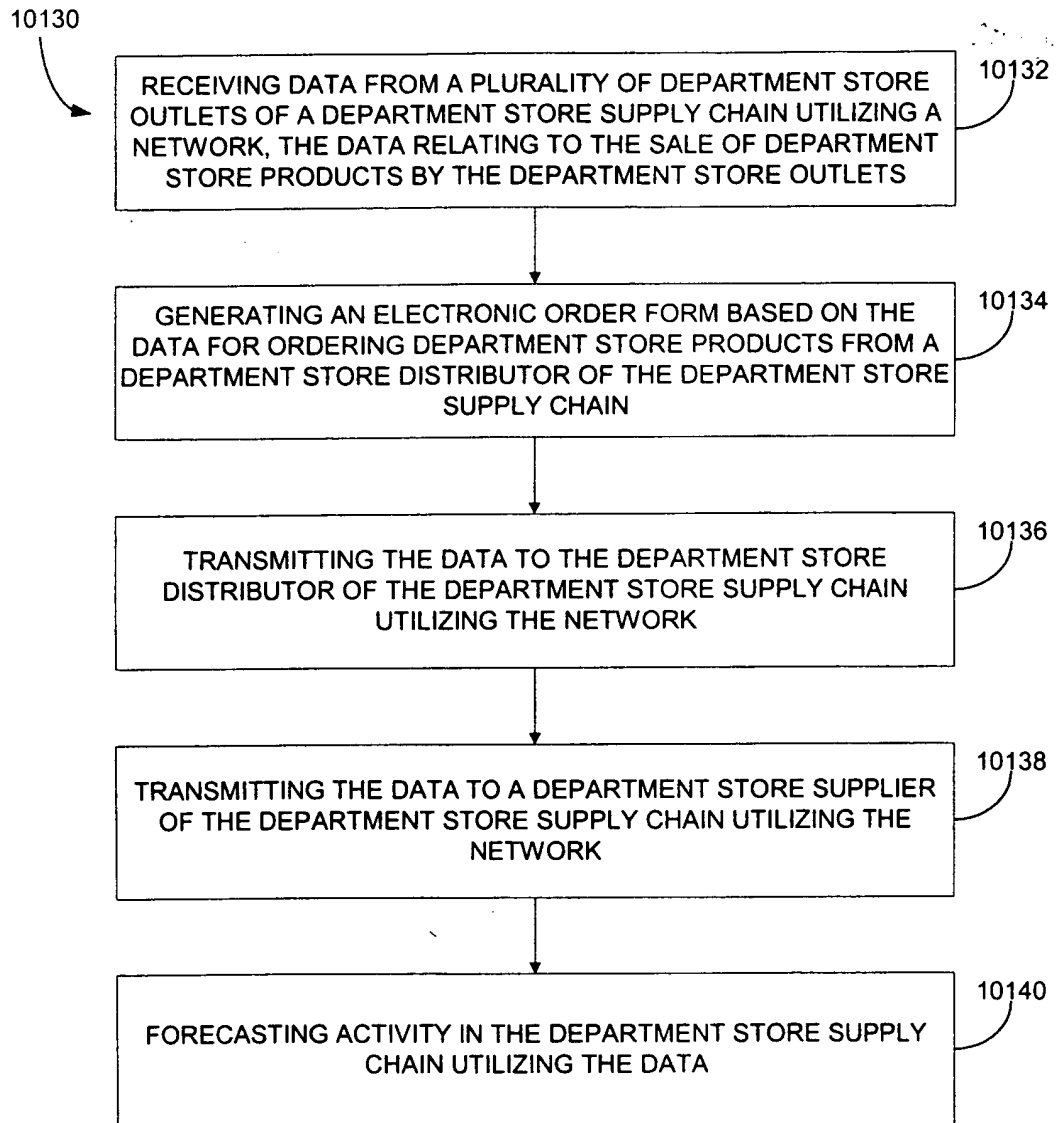 10130
10132
RECEIVING DATA FROM A PLURALITY OF DEPARTMENT STORE
OUTLETS OF A DEPARTMENT STORE SUPPLY CHAIN UTILIZING A
NETWORK, THE DATA RELATING TO THE SALE OF DEPARTMENT
STORE PRODUCTS BY THE DEPARTMENT STORE OUTLETS
10134
GENERATING AN ELECTRONIC ORDER FORM BASED ON THE
DATA FOR ORDERING DEPARTMENT STORE PRODUCTS FROM A
DEPARTMENT STORE DISTRIBUTOR OF THE DEPARTMENT STORE
SUPPLY CHAIN
10136
TRANSMITTING THE DATA TO THE DEPARTMENT STORE
DISTRIBUTOR OF THE DEPARTMENT STORE SUPPLY CHAIN
UTILIZING THE NETWORK
10138
TRANSMITTING THE DATA TO A DEPARTMENT STORE SUPPLIER
OF THE DEPARTMENT STORE SUPPLY CHAIN UTILIZING THE
NETWORK
10140
FORECASTING ACTIVITY IN THE DEPARTMENT STORE SUPPLY
CHAIN UTILIZING THE DATA